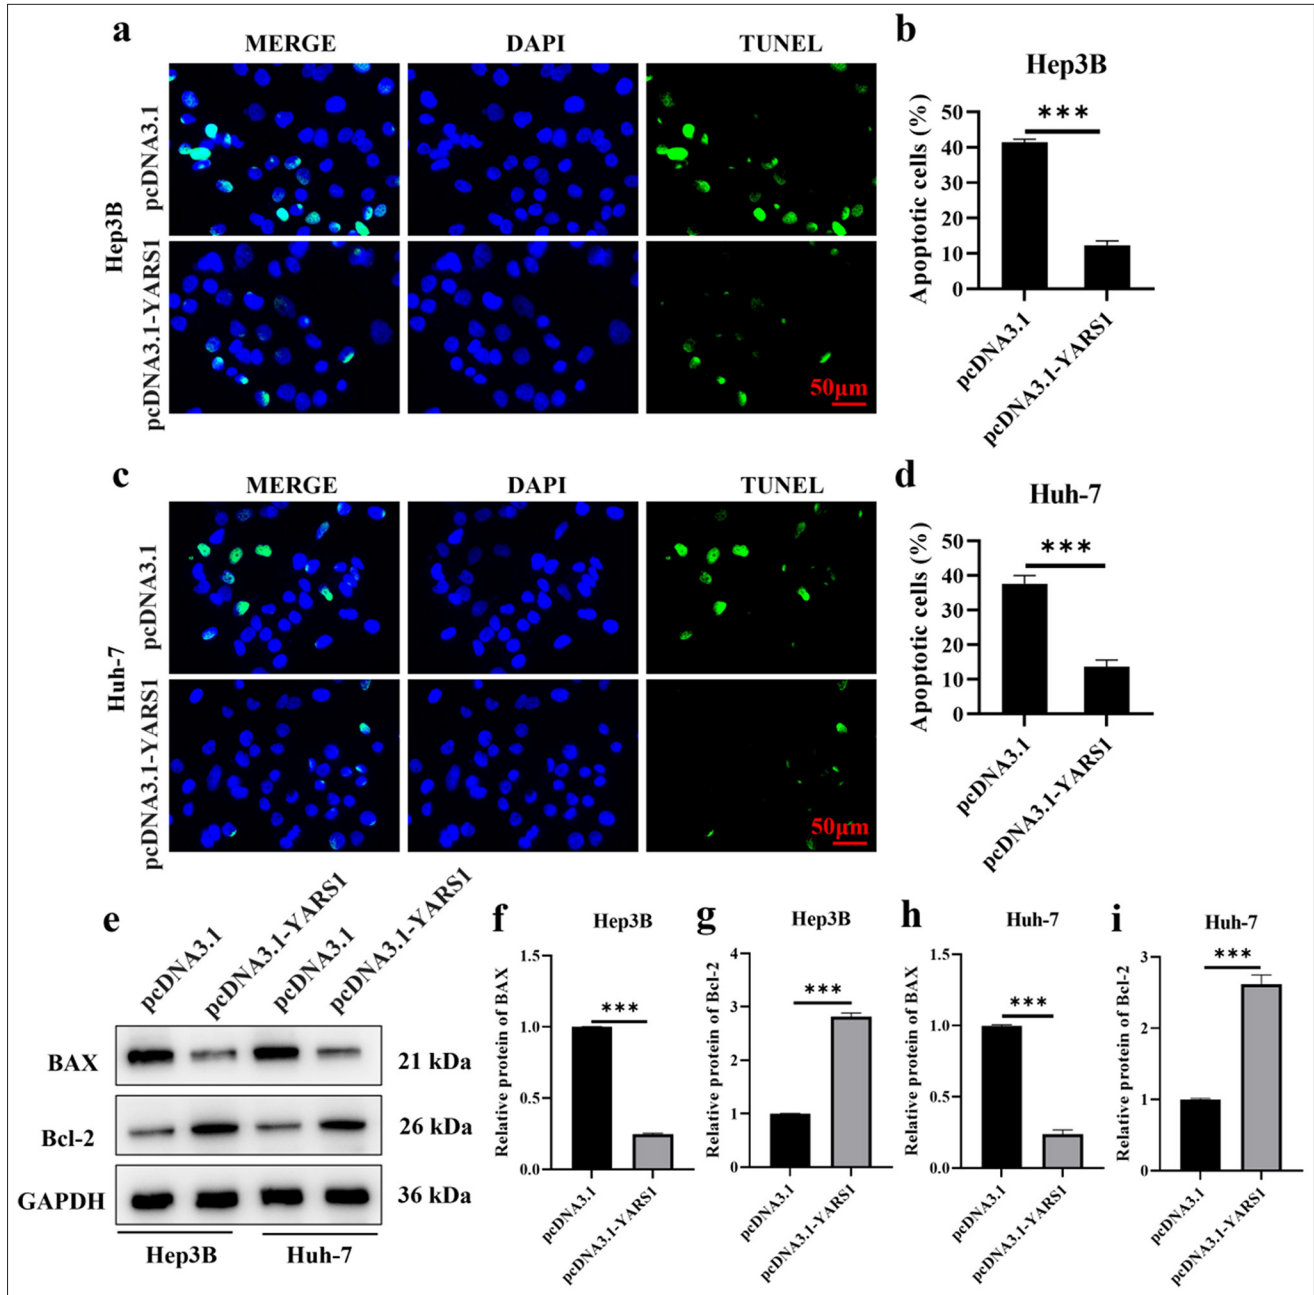 a
MERGE
DAPI
TUNEL
Hep3B
pcDNA3.1
pcDNA3.1-YARS1
50μm
b
Hep3B
Apoptotic cells (%)
50
40
30
20
10
0
***
pcDNA3.1
pcDNA3.1-YARS1
c
MERGE
DAPI
TUNEL
Huh-7
pcDNA3.1
pcDNA3.1-YARS1
50μm
d
Huh-7
Apoptotic cells (%)
50
40
30
20
10
0
***
pcDNA3.1
pcDNA3.1-YARS1
e
pcDNA3.1
pcDNA3.1-YARS1
pcDNA3.1
pcDNA3.1-YARS1
BAX
21 kDa
Bcl-2
26 kDa
GAPDH
36 kDa
Hep3B
Huh-7
f
Hep3B
Relative protein of BAX
1.5
1.0
0.5
0.0
***
pcDNA3.1
pcDNA3.1-YARS1
g
Hep3B
Relative protein of Bcl-2
4
3
2
1
0
***
pcDNA3.1
pcDNA3.1-YARS1
h
Huh-7
Relative protein of BAX
1.5
1.0
0.5
0.0
***
pcDNA3.1
pcDNA3.1-YARS1
i
Huh-7
Relative protein of Bcl-2
3
2
1
0
***
pcDNA3.1
pcDNA3.1-YARS1